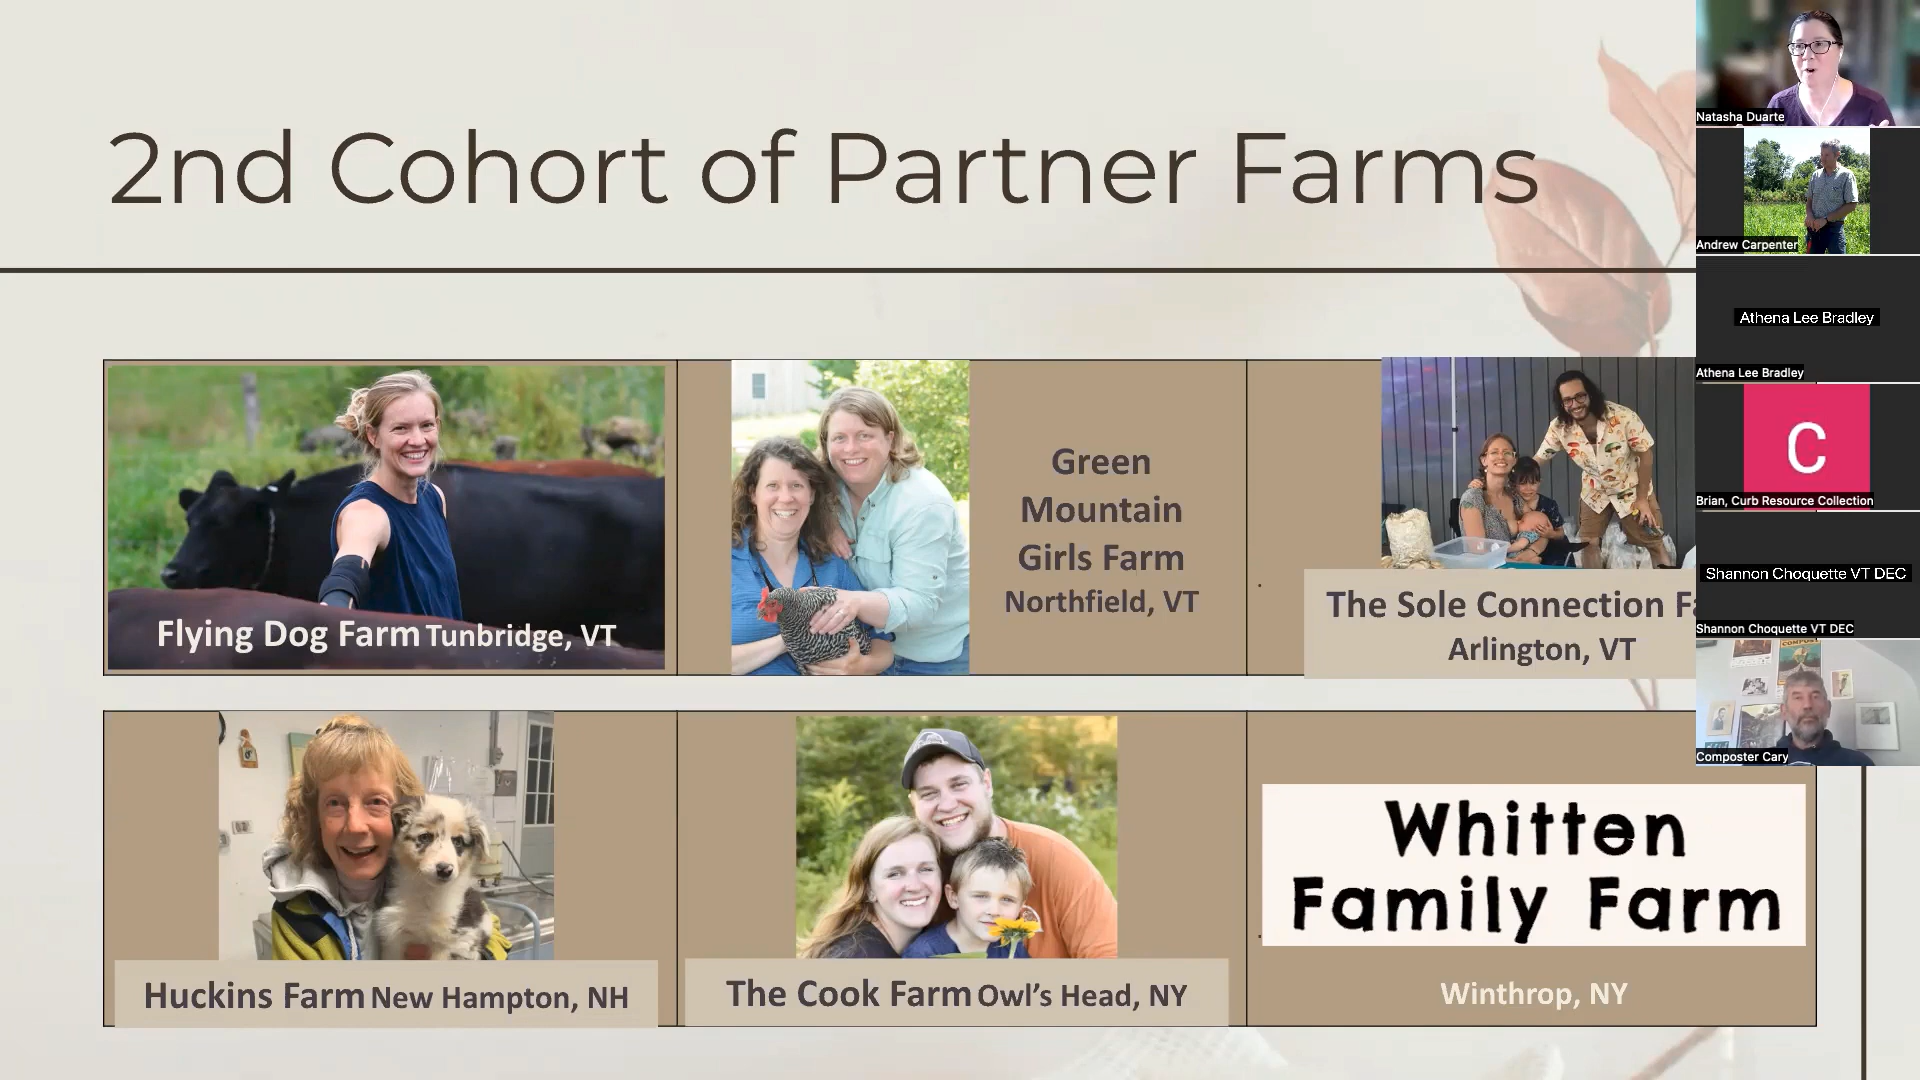 2nd Cohort of Partner Farms
Flying Dog Farm Tunbridge, VT
Green
Mountain
Girls Farm
Northfield, VT
The Sole Connection
Arlington, VT
Huckins Farm New Hampton, NH
The Cook Farm Owl’s Head, NY
Whitten
Family Farm
Winthrop, NY
Natasha Duarte
Andrew Carpenter
Athena Lee Bradley
Athena Lee Bradley
C
Brian, Curb Resource Collection
Shannon Choquette VT DEC
Shannon Choquette VT DEC
COMPOST
Composter Cary